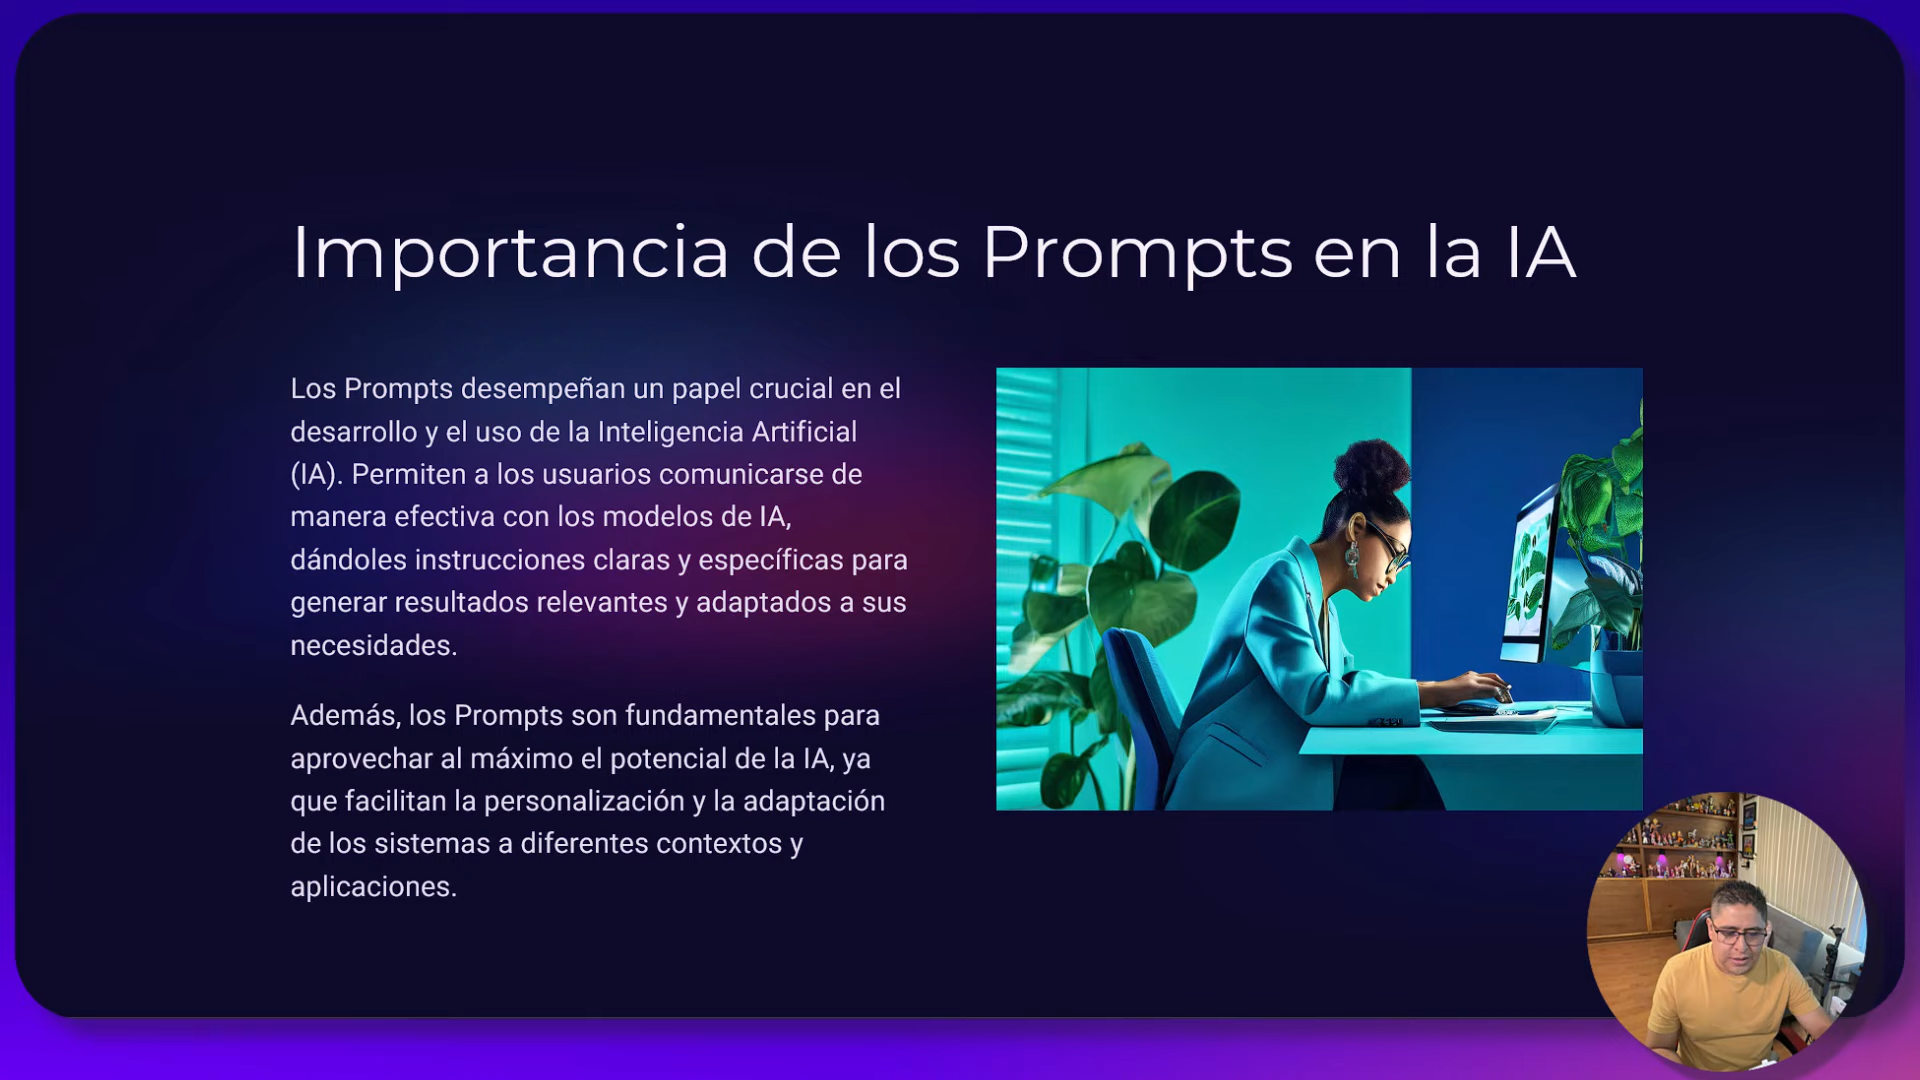 Importancia de los Prompts en la IA
Los Prompts desempeñan un papel crucial en el
desarrollo y el uso de la Inteligencia Artificial
(IA). Permiten a los usuarios comunicarse de
manera efectiva con los modelos de IA,
dándoles instrucciones claras y específicas para
generar resultados relevantes y adaptados a sus
necesidades.
Además, los Prompts son fundamentales para
aprovechar al máximo el potencial de la IA, ya
que facilitan la personalización y la adaptación
de los sistemas a diferentes contextos y
aplicaciones.